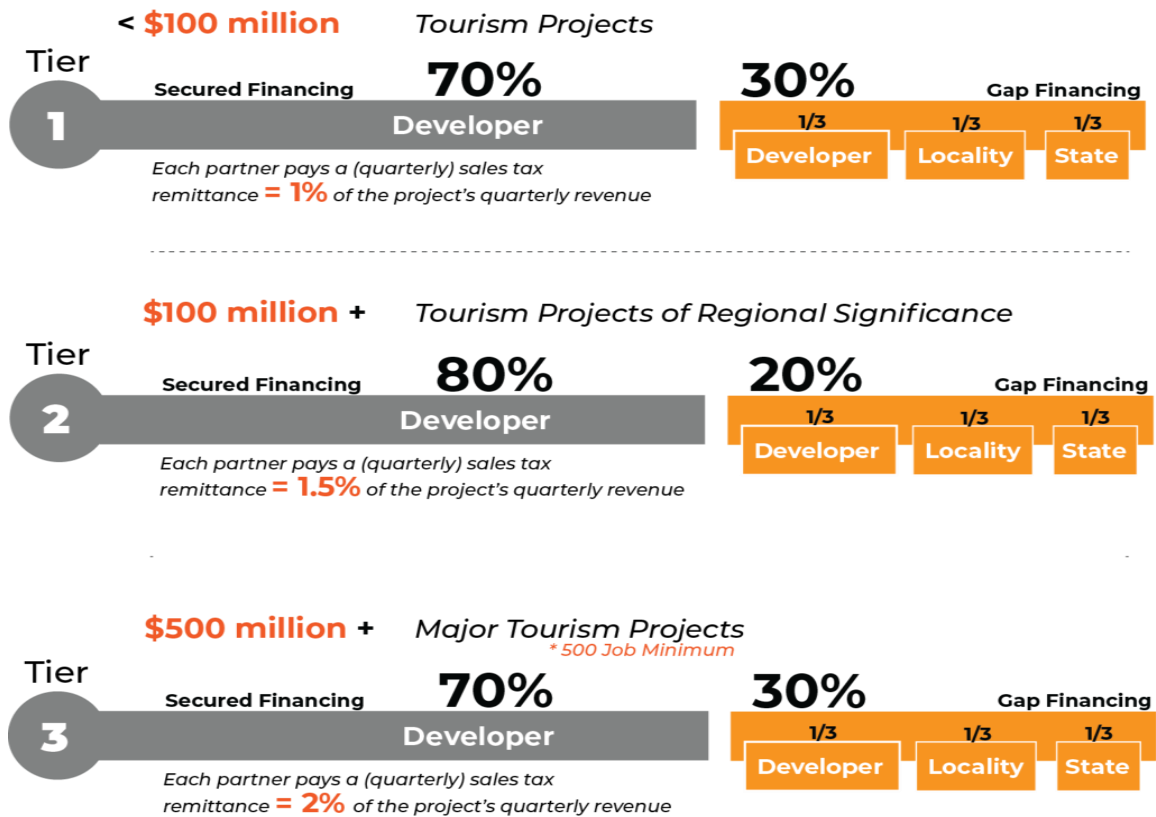 < $100 million Tourism Projects
Tier
1
Secured Financing 70% 30% Gap Financing
Developer
1/3 1/3 1/3
Developer Locality State
Each partner pays a (quarterly) sales tax
remittance = 1% of the project's quarterly revenue
$100 million + Tourism Projects of Regional Significance
Tier
2
Secured Financing 80% 20% Gap Financing
Developer
1/3 1/3 1/3
Developer Locality State
Each partner pays a (quarterly) sales tax
remittance = 1.5% of the project's quarterly revenue
$500 million + Major Tourism Projects
* 500 Job Minimum
Tier
3
Secured Financing 70% 30% Gap Financing
Developer
1/3 1/3 1/3
Developer Locality State
Each partner pays a (quarterly) sales tax
remittance = 2% of the project's quarterly revenue